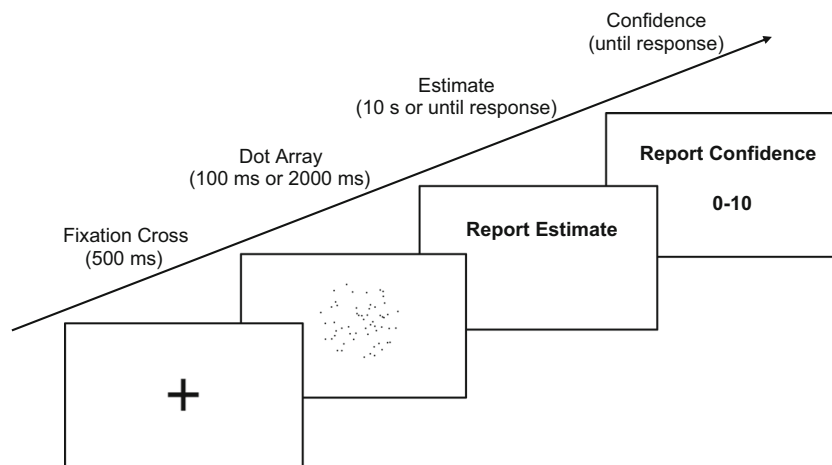 Confidence
(until response)
Estimate
(10 s or until response)
Dot Array
(100 ms or 2000 ms)
Fixation Cross
(500 ms)
Report Confidence
0-10
Report Estimate